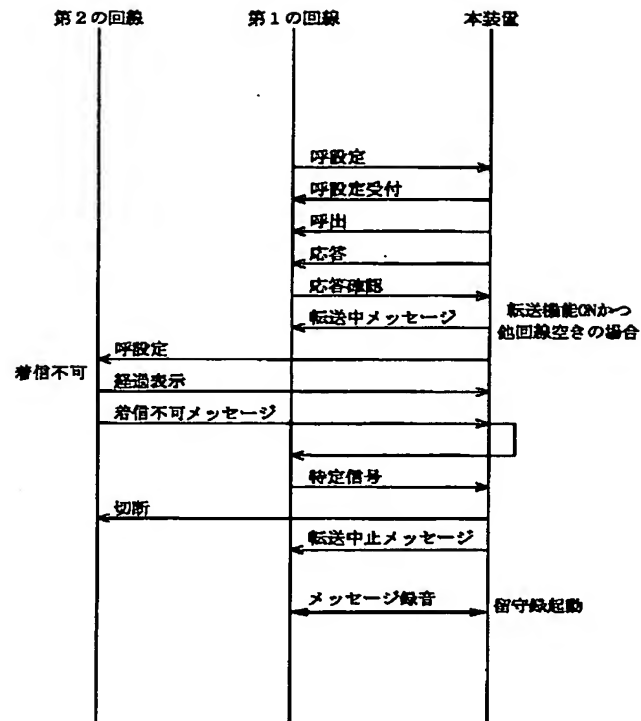 第2の回線 第1の回線 本装置
呼設定
呼設定受付
呼出
応答
応答確認
転送中メッセージ
転送機能ONかつ
他回線空きの場合
呼設定
着信不可
経過表示
着信不可メッセージ
特定信号
切断
転送中止メッセージ
メッセージ録音
留守録起動